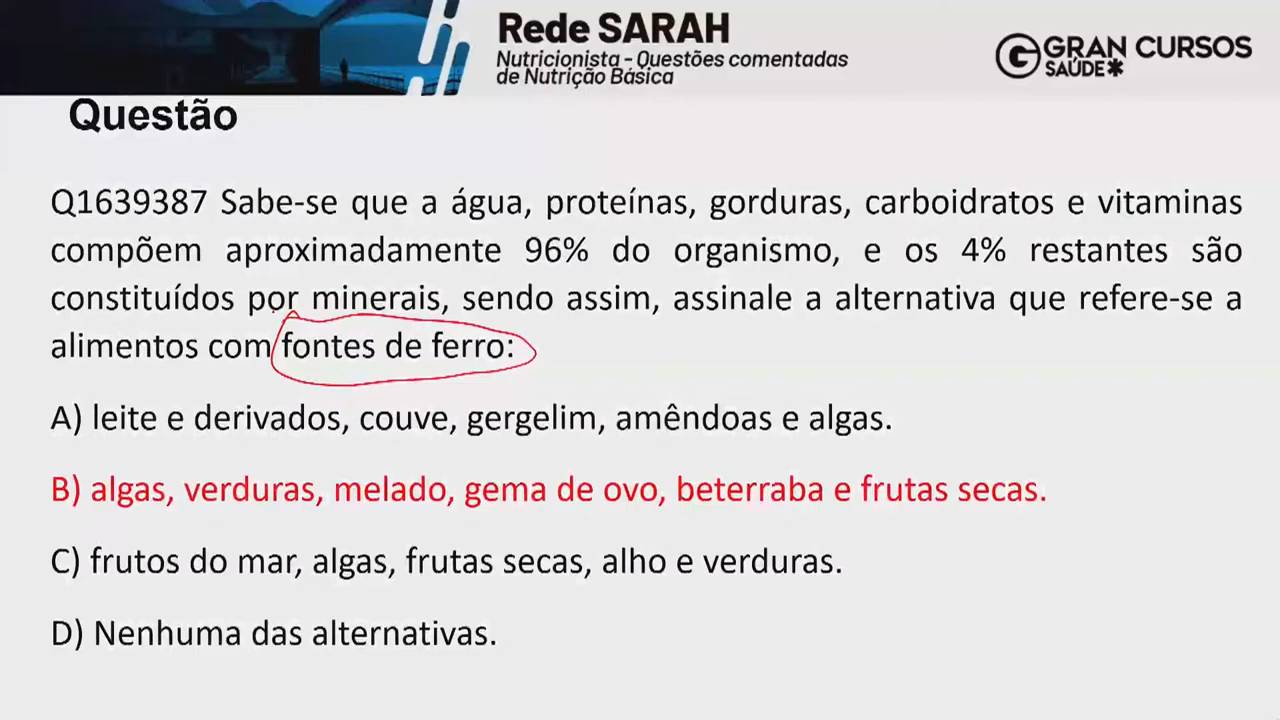 Rede SARAH
Nutricionista - Questões comentadas
de Nutrição Básica
GRAN CURSOS
SAÚDE
Questão
Q1639387 Sabe-se que a água, proteínas, gorduras, carboidratos e vitaminas
compõem aproximadamente 96% do organismo, e os 4% restantes são
constituídos por minerais, sendo assim, assinale a alternativa que refere-se a
alimentos com fontes de ferro:
A) leite e derivados, couve, gergelim, amêndoas e algas.
B) algas, verduras, melado, gema de ovo, beterraba e frutas secas.
C) frutos do mar, algas, frutas secas, alho e verduras.
D) Nenhuma das alternativas.